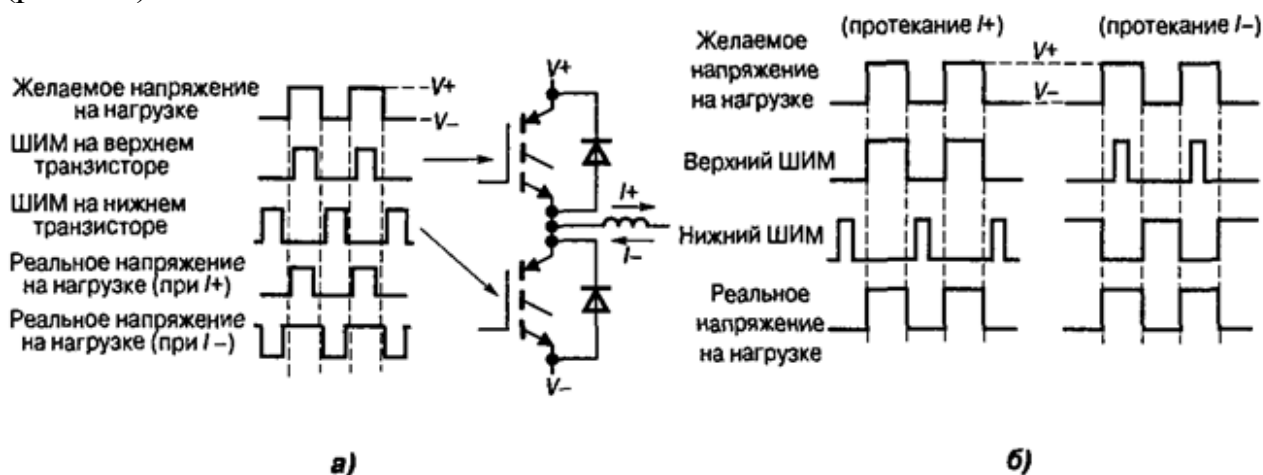 Желаемое напряжение
на нагрузке
ШИМ на верхнем
транзисторе
ШИМ на нижнем
транзисторе
Реальное напряжение
на нагрузке (при I+)
Реальное напряжение
на нагрузке (при I–)
V+
V–
V+
I+
I–
V–
а)
(протекание I+)
(протекание I–)
Желаемое
напряжение
на нагрузке
V+
V–
Верхний ШИМ
Нижний ШИМ
Реальное
напряжение
на нагрузке
б)